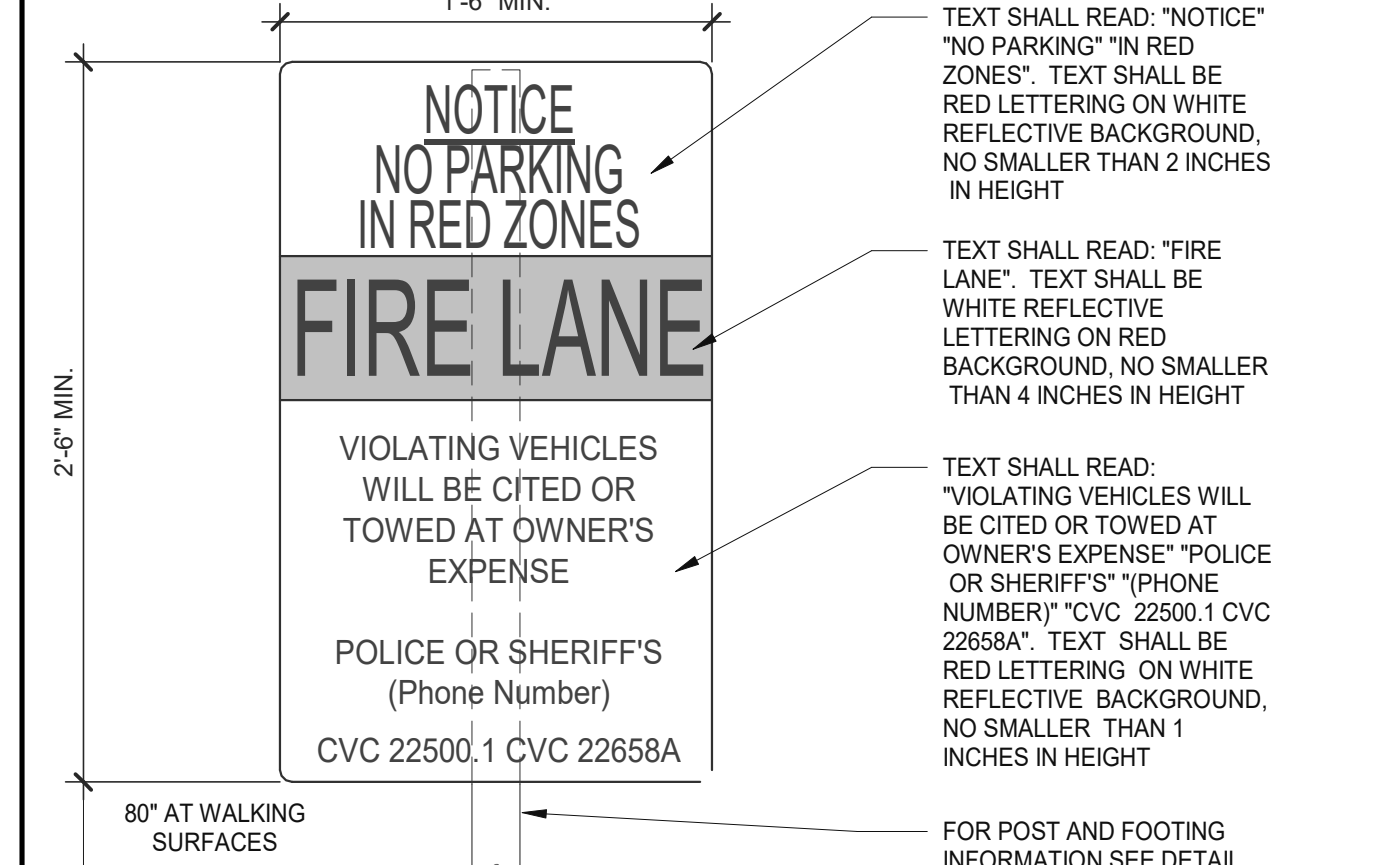 1'-6" MIN.
NOTICE
NO PARKING
IN RED ZONES
FIRE LANE
VIOLATING VEHICLES
WILL BE CITED OR
TOWED AT OWNER'S
EXPENSE
POLICE OR SHERIFF'S
(Phone Number)
CVC 22500.1 CVC 22658A
2'-6" MIN.
80" AT WALKING
SURFACES
TEXT SHALL READ: "NOTICE"
"NO PARKING" "IN RED
ZONES". TEXT SHALL BE
RED LETTERING ON WHITE
REFLECTIVE BACKGROUND,
NO SMALLER THAN 2 INCHES
IN HEIGHT
TEXT SHALL READ: "FIRE
LANE". TEXT SHALL BE
WHITE REFLECTIVE
LETTERING ON RED
BACKGROUND, NO SMALLER
THAN 4 INCHES IN HEIGHT
TEXT SHALL READ:
"VIOLATING VEHICLES WILL
BE CITED OR TOWED AT
OWNER'S EXPENSE" "POLICE
OR SHERIFF'S" "(PHONE
NUMBER)" "CVC 22500.1 CVC
22658A". TEXT SHALL BE
RED LETTERING ON WHITE
REFLECTIVE BACKGROUND,
NO SMALLER THAN 1
INCHES IN HEIGHT
FOR POST AND FOOTING
INFORMATION SEE DETAIL